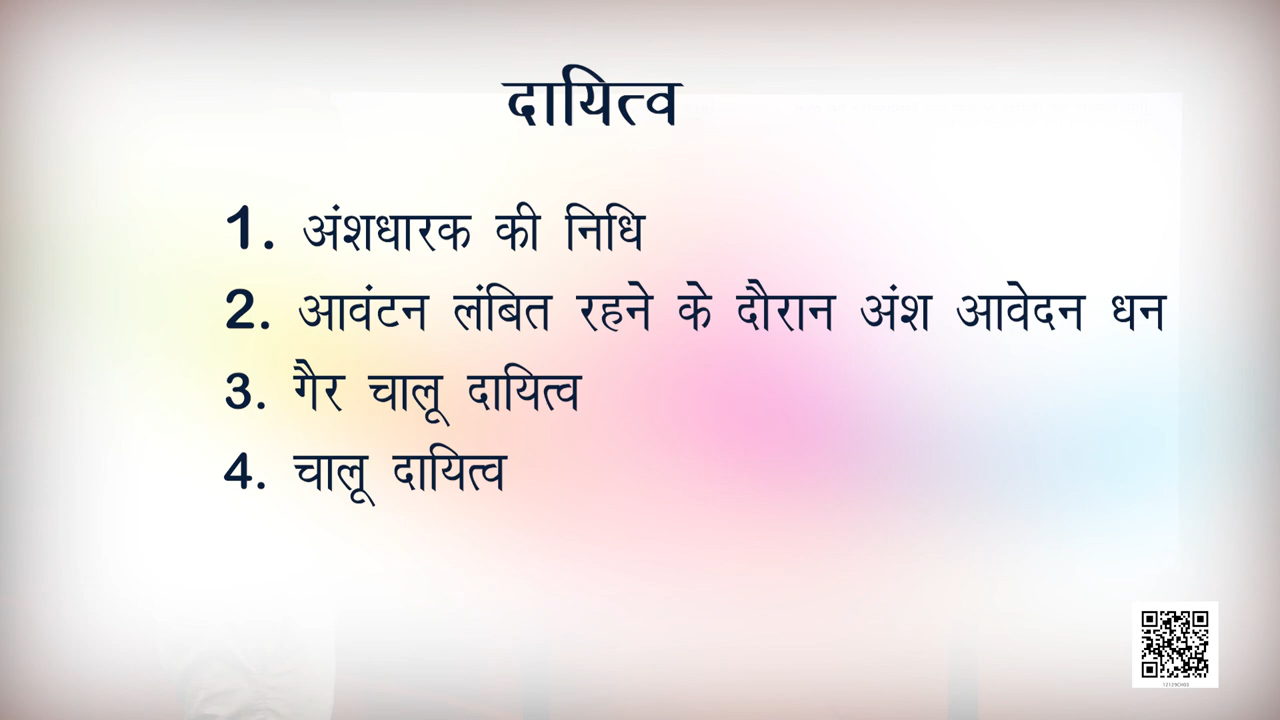 दायित्व
1. अंशधारक की निधि
2. आवंटन लंबित रहने के दौरान अंश आवेदन धन
3. गैर चालू दायित्व
4. चालू दायित्व